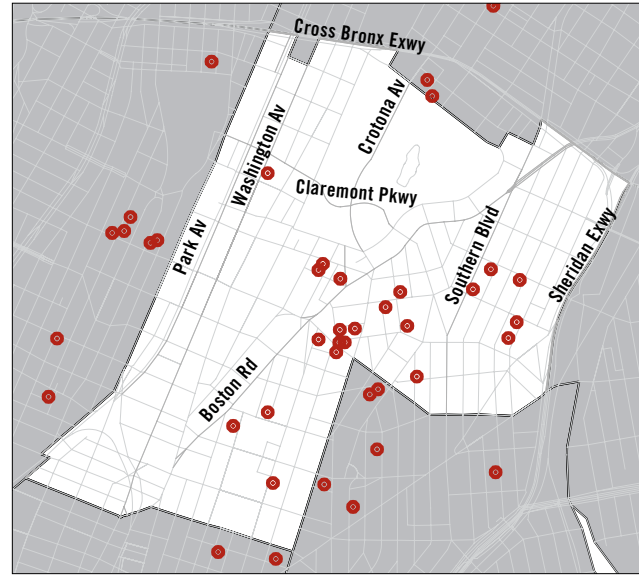 Cross Bronx Exwy
Crotona Av
Washington Av
Claremont Pkwy
Park Av
Southern Blvd
Sheridan Exwy
Boston Rd